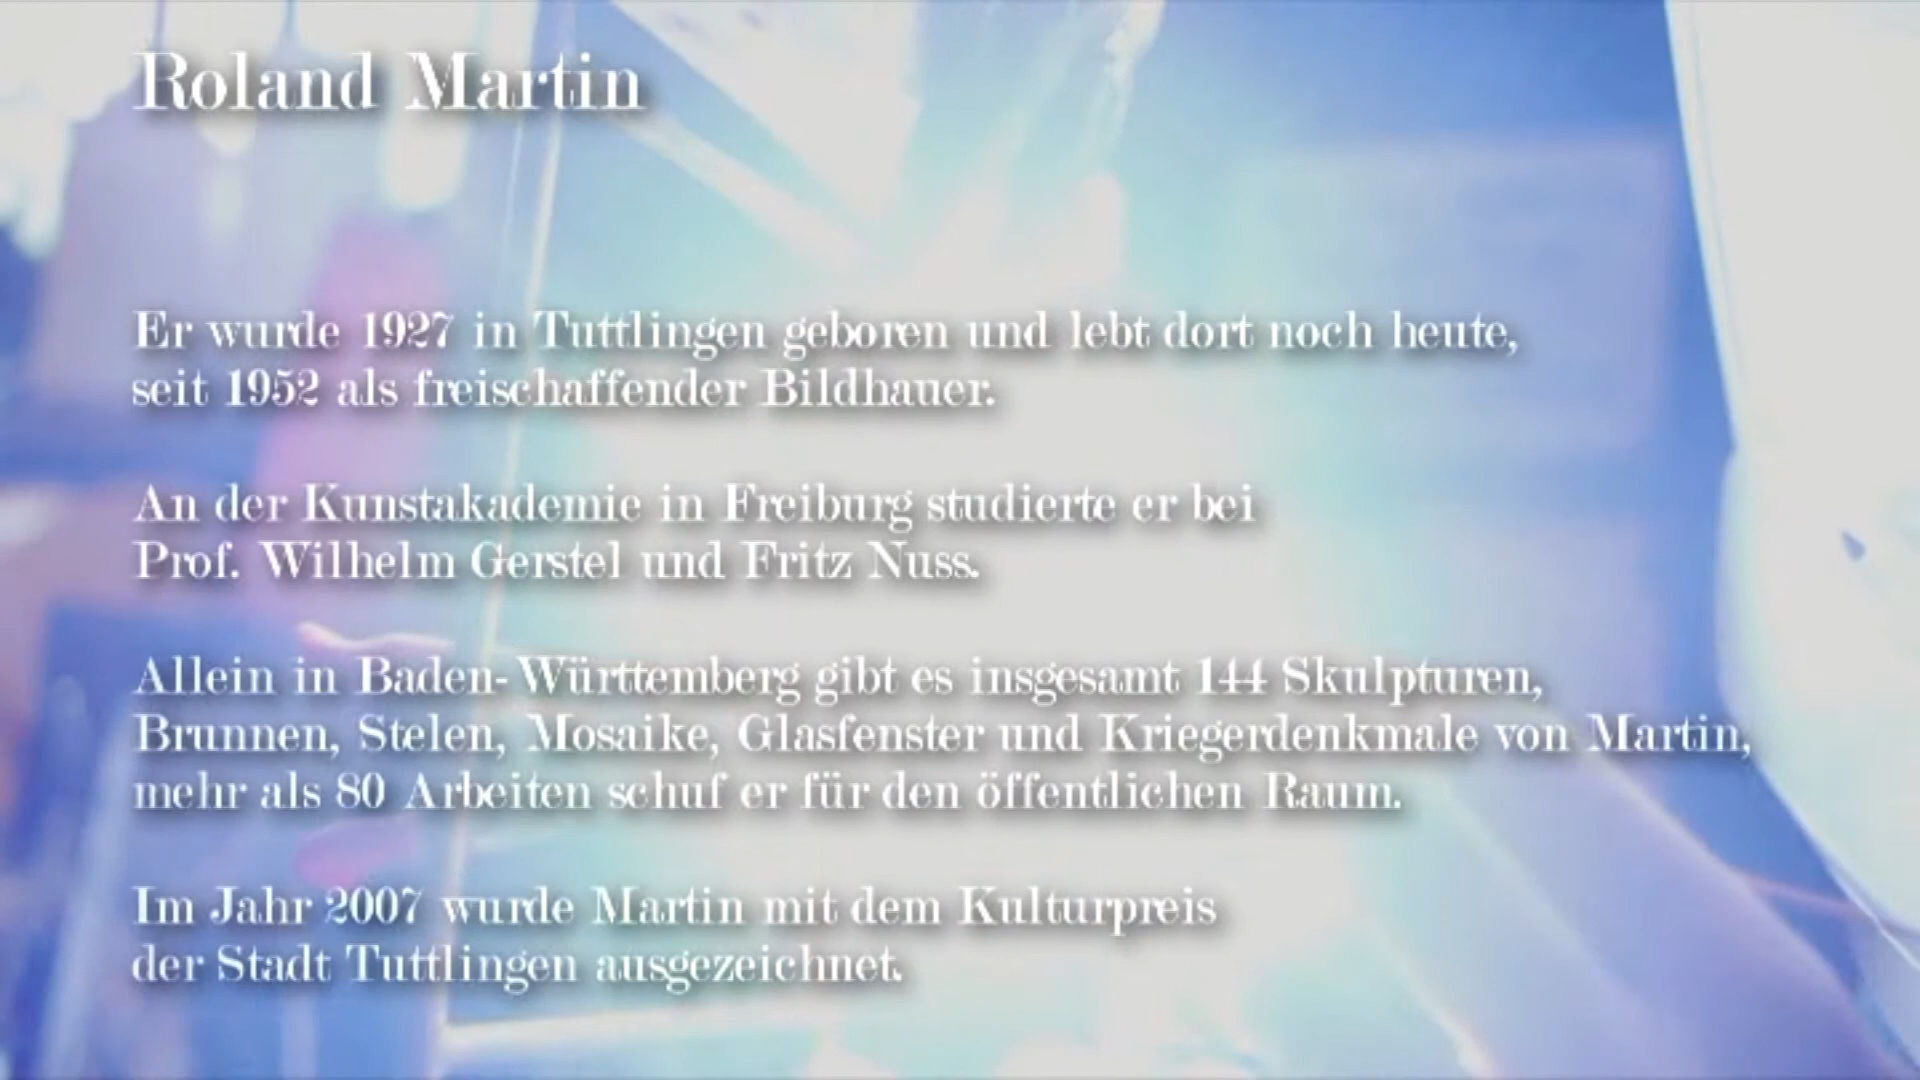 Roland Martin
Er wurde 1927 in Tuttlingen geboren und lebt dort noch heute,
seit 1952 als freischaffender Bildhauer.
An der Kunstakademie in Freiburg studierte er bei
Prof. Wilhelm Gerstel und Fritz Nuss.
Allein in Baden-Württemberg gibt es insgesamt 144 Skulpturen,
Brunnen, Stelen, Mosaike, Glasfenster und Kriegerdenkmale von Martin,
mehr als 80 Arbeiten schuf er für den öffentlichen Raum.
Im Jahr 2007 wurde Martin mit dem Kulturpreis
der Stadt Tuttlingen ausgezeichnet.